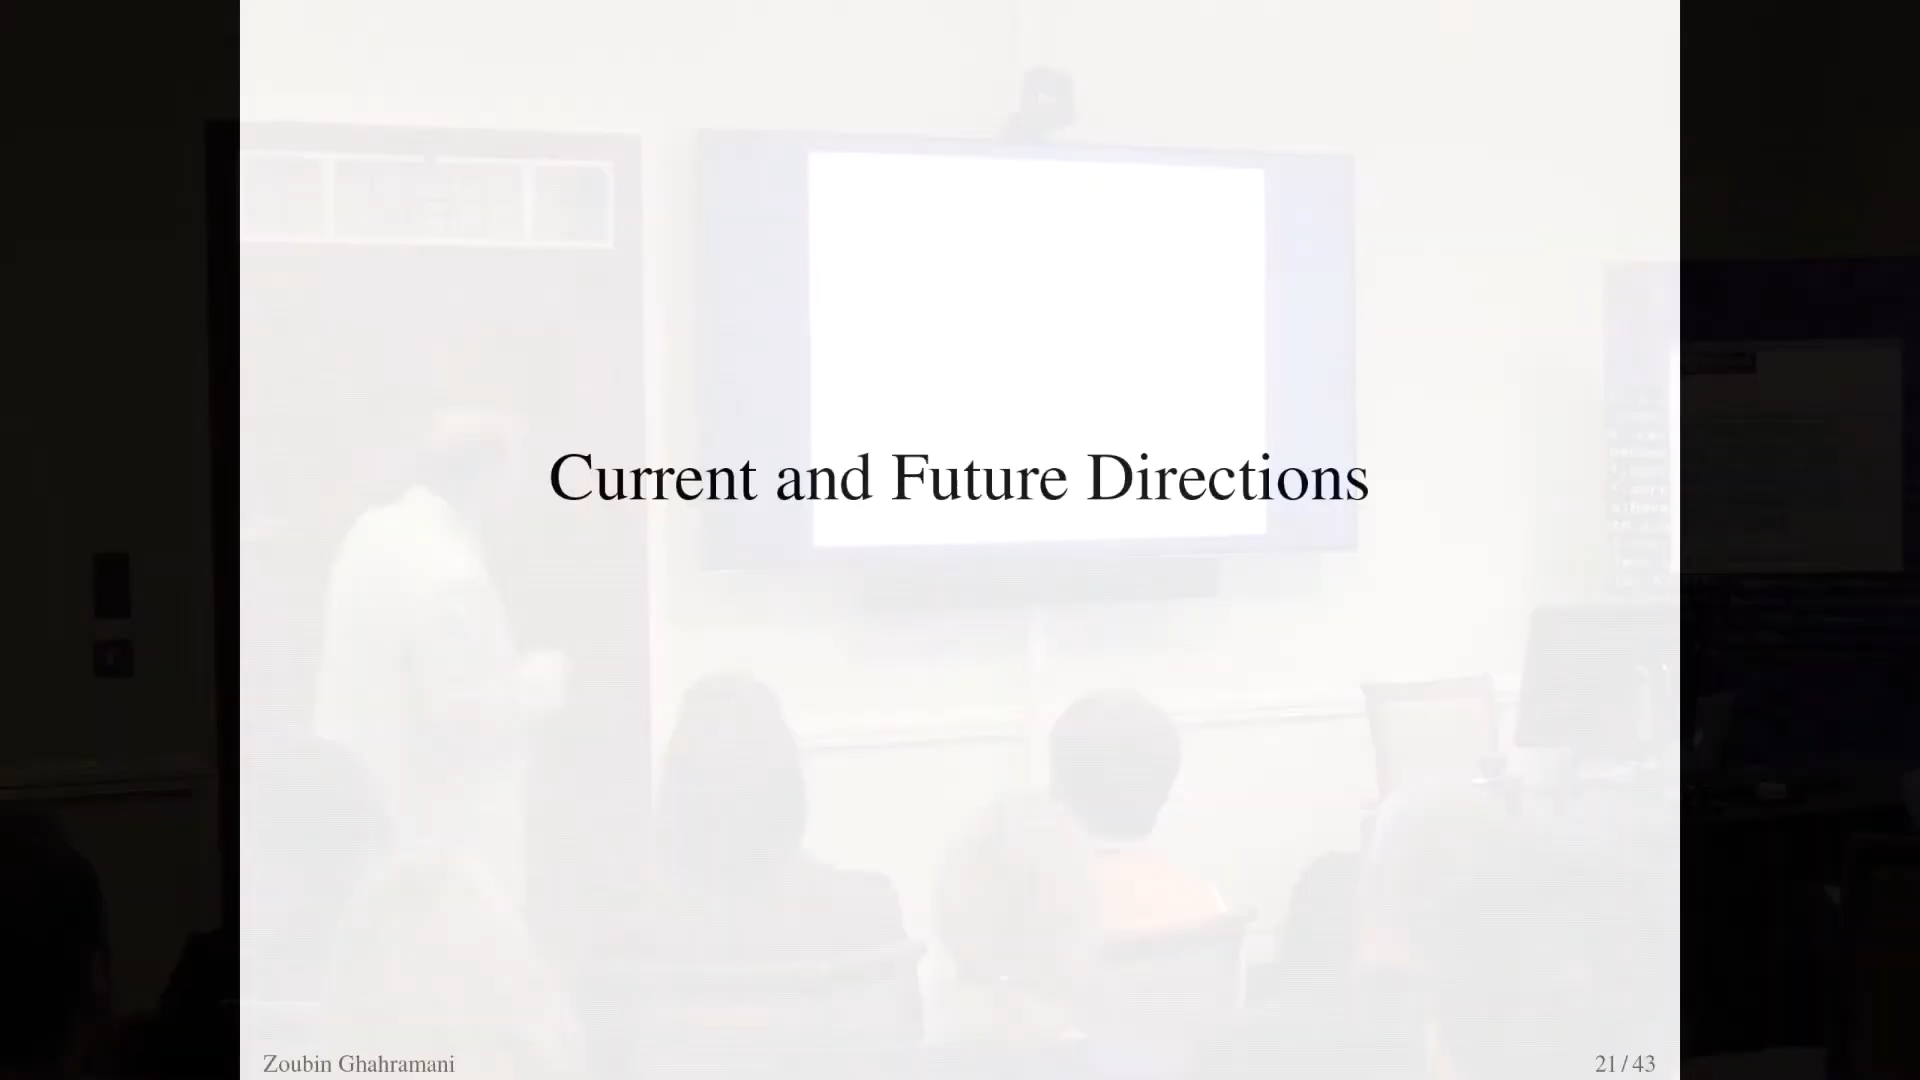 Current and Future Directions
Zoubin Ghahramani
21 / 43